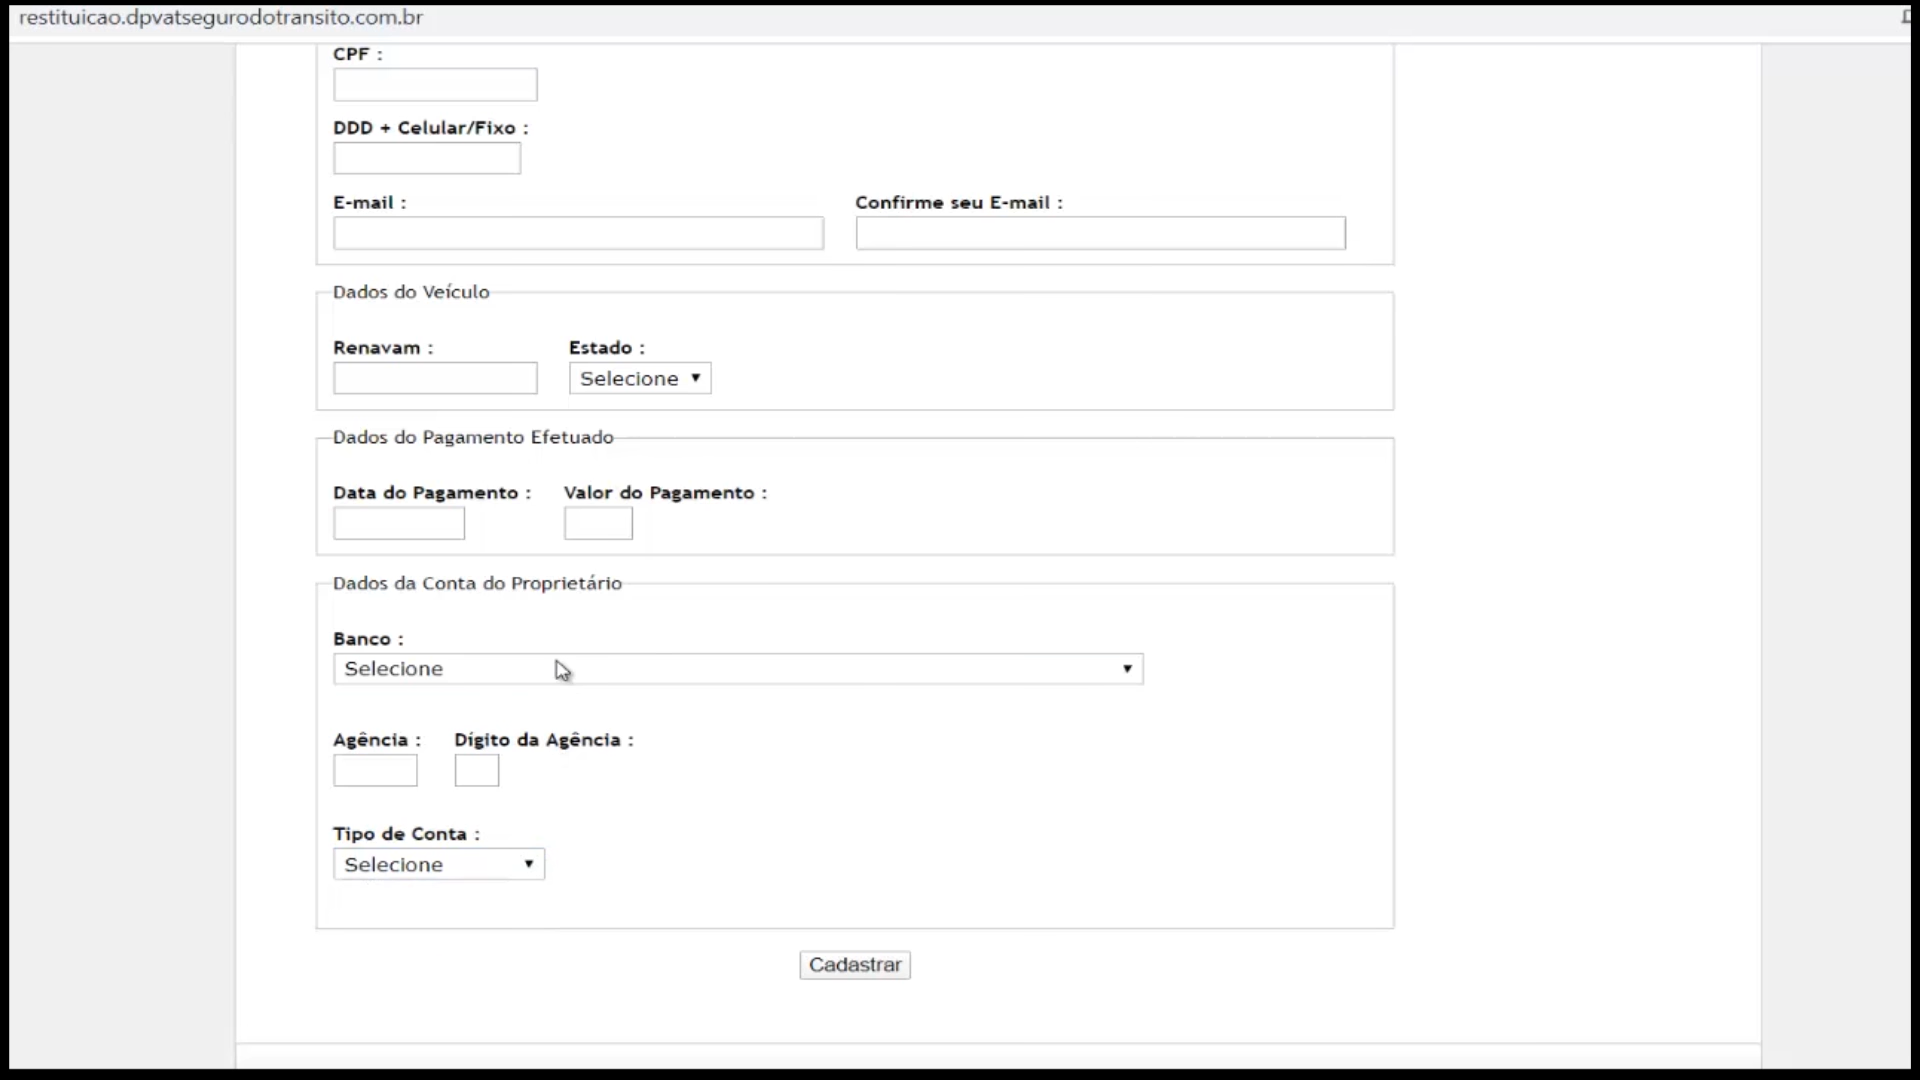 restituicao.dpvatsegurodotransito.com.br
CPF :
DDD + Celular/Fixo :
E-mail : Confirme seu E-mail :
Dados do Veículo
Renavam : Estado :
Selecione
Dados do Pagamento Efetuado
Data do Pagamento : Valor do Pagamento :
Dados da Conta do Proprietário
Banco :
Selecione
Agência : Dígito da Agência :
Tipo de Conta :
Selecione
Cadastrar